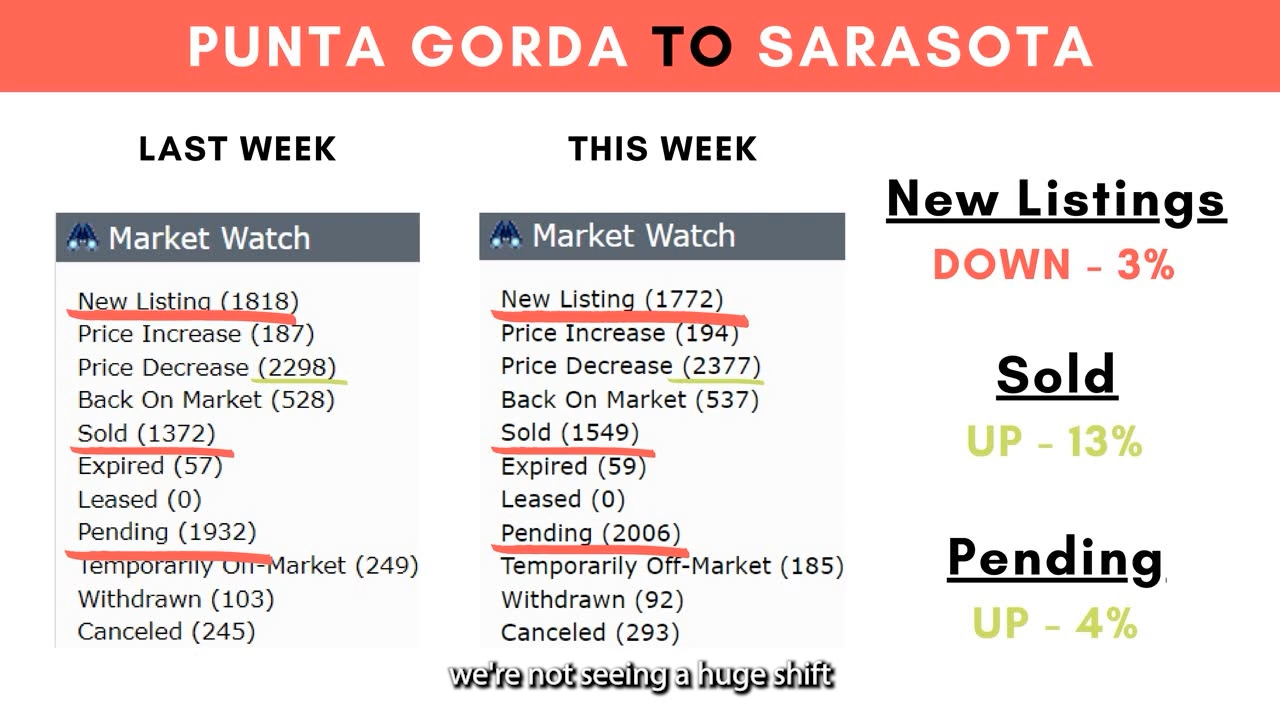 PUNTA GORDA TO SARASOTA
LAST WEEK
Market Watch
New Listing (1818)
Price Increase (187)
Price Decrease (2298)
Back On Market (528)
Sold (1372)
Expired (57)
Leased (0)
Pending (1932)
Temporarily Off-Market (249)
Withdrawn (103)
Canceled (245)
THIS WEEK
Market Watch
New Listing (1772)
Price Increase (194)
Price Decrease (2377)
Back On Market (537)
Sold (1549)
Expired (59)
Leased (0)
Pending (2006)
Temporarily Off-Market (185)
Withdrawn (92)
Canceled (293)
New Listings
DOWN - 3%
Sold
UP - 13%
Pending
UP - 4%
we're not seeing a huge shift